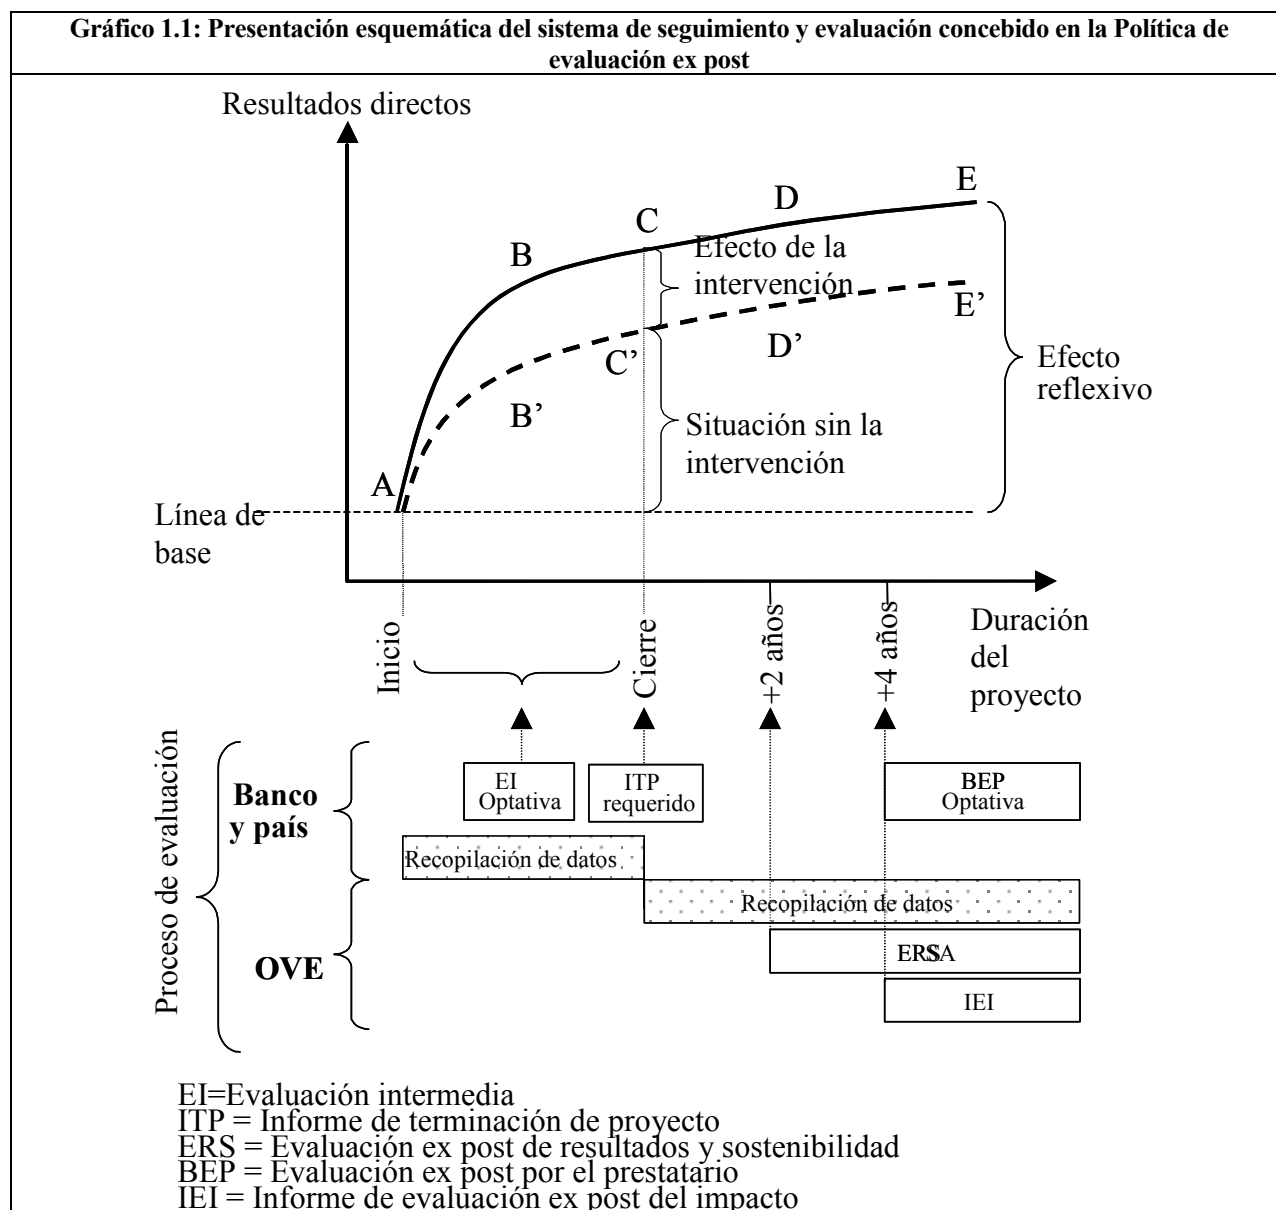 Gráfico 1.1: Presentación esquemática del sistema de seguimiento y evaluación concebido en la Política de
evaluación ex post
Resultados directos
E
D
C
B
Efecto de la
intervención
E’
D’
C’
B’
Efecto
reflexivo
Situación sin la
intervención
A
Línea de
base
Inicio
Cierre
+2 años
+4 años
Duración
del
proyecto
Proceso de evaluación
Banco
y país
EI
Optativa
ITP
requerido
BEP
Optativa
Recopilación de datos
Recopilación de datos
OVE
IEI
EI=Evaluación intermedia
ITP = Informe de terminación de proyecto
ERS = Evaluación ex post de resultados y sostenibilidad
BEP = Evaluación ex post por el prestatario
IEI = Informe de evaluación ex post del impacto